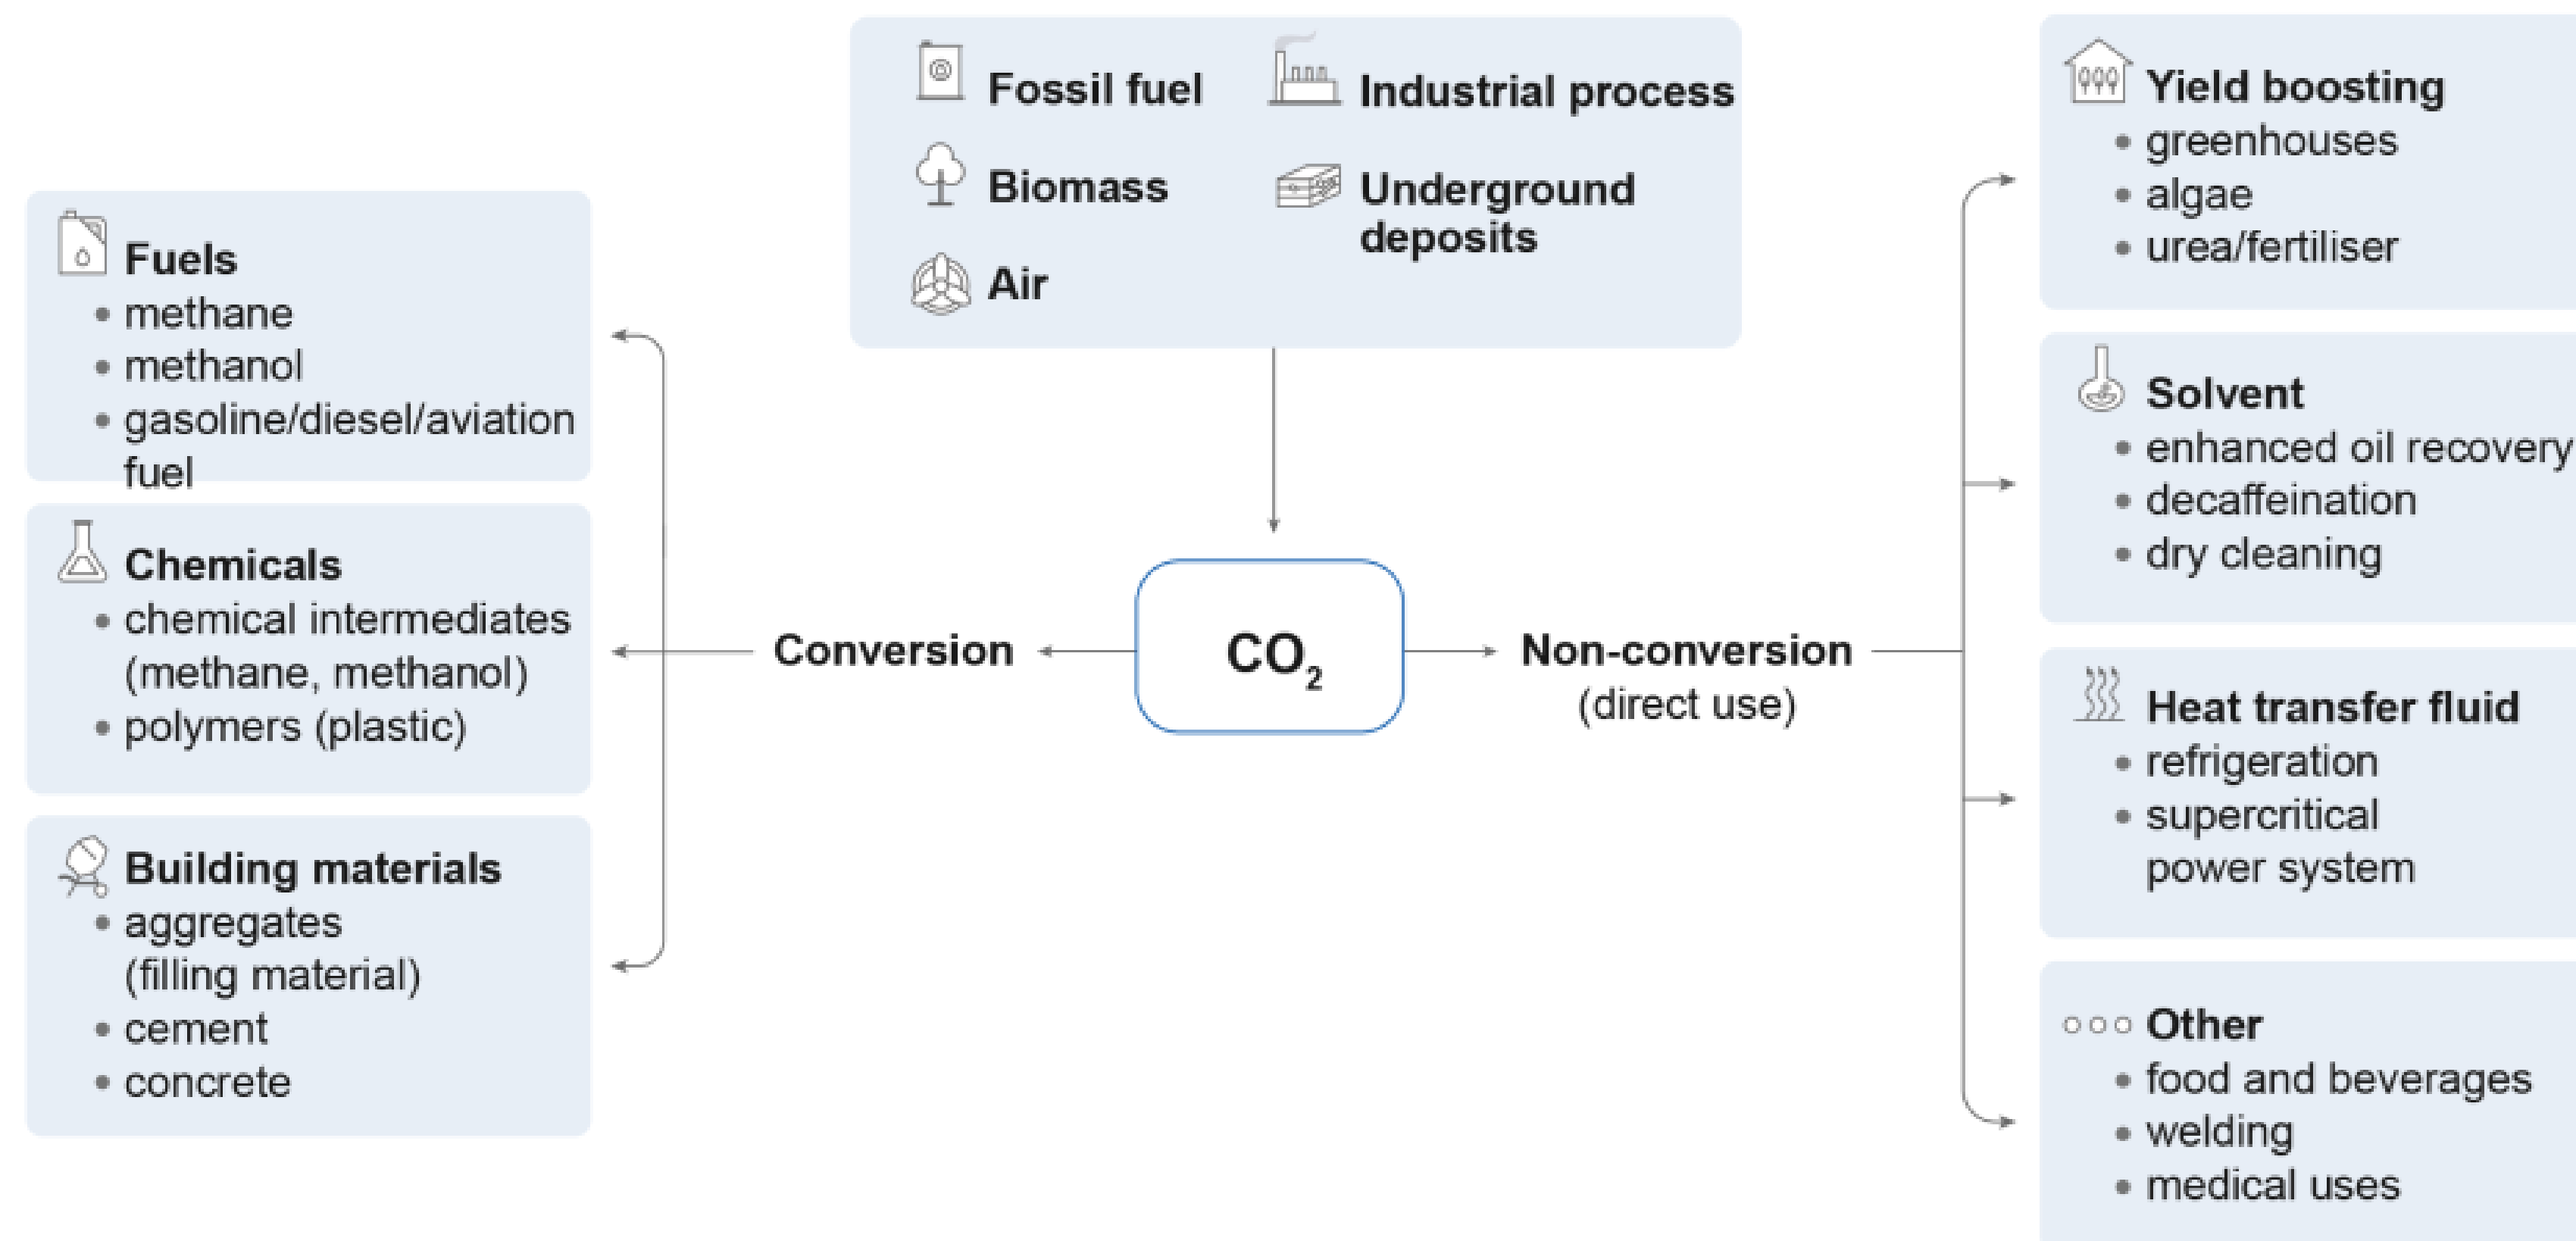 Fossil fuel
Industrial process
Biomass
Underground
deposits
Air
Fuels
• methane
• methanol
• gasoline/diesel/aviation
fuel
Chemicals
• chemical intermediates
(methane, methanol)
• polymers (plastic)
Building materials
• aggregates
(filling material)
• cement
• concrete
Conversion
CO₂
Non-conversion
(direct use)
Yield boosting
• greenhouses
• algae
• urea/fertiliser
Solvent
• enhanced oil recovery
• decaffeination
• dry cleaning
Heat transfer fluid
• refrigeration
• supercritical
power system
Other
• food and beverages
• welding
• medical uses